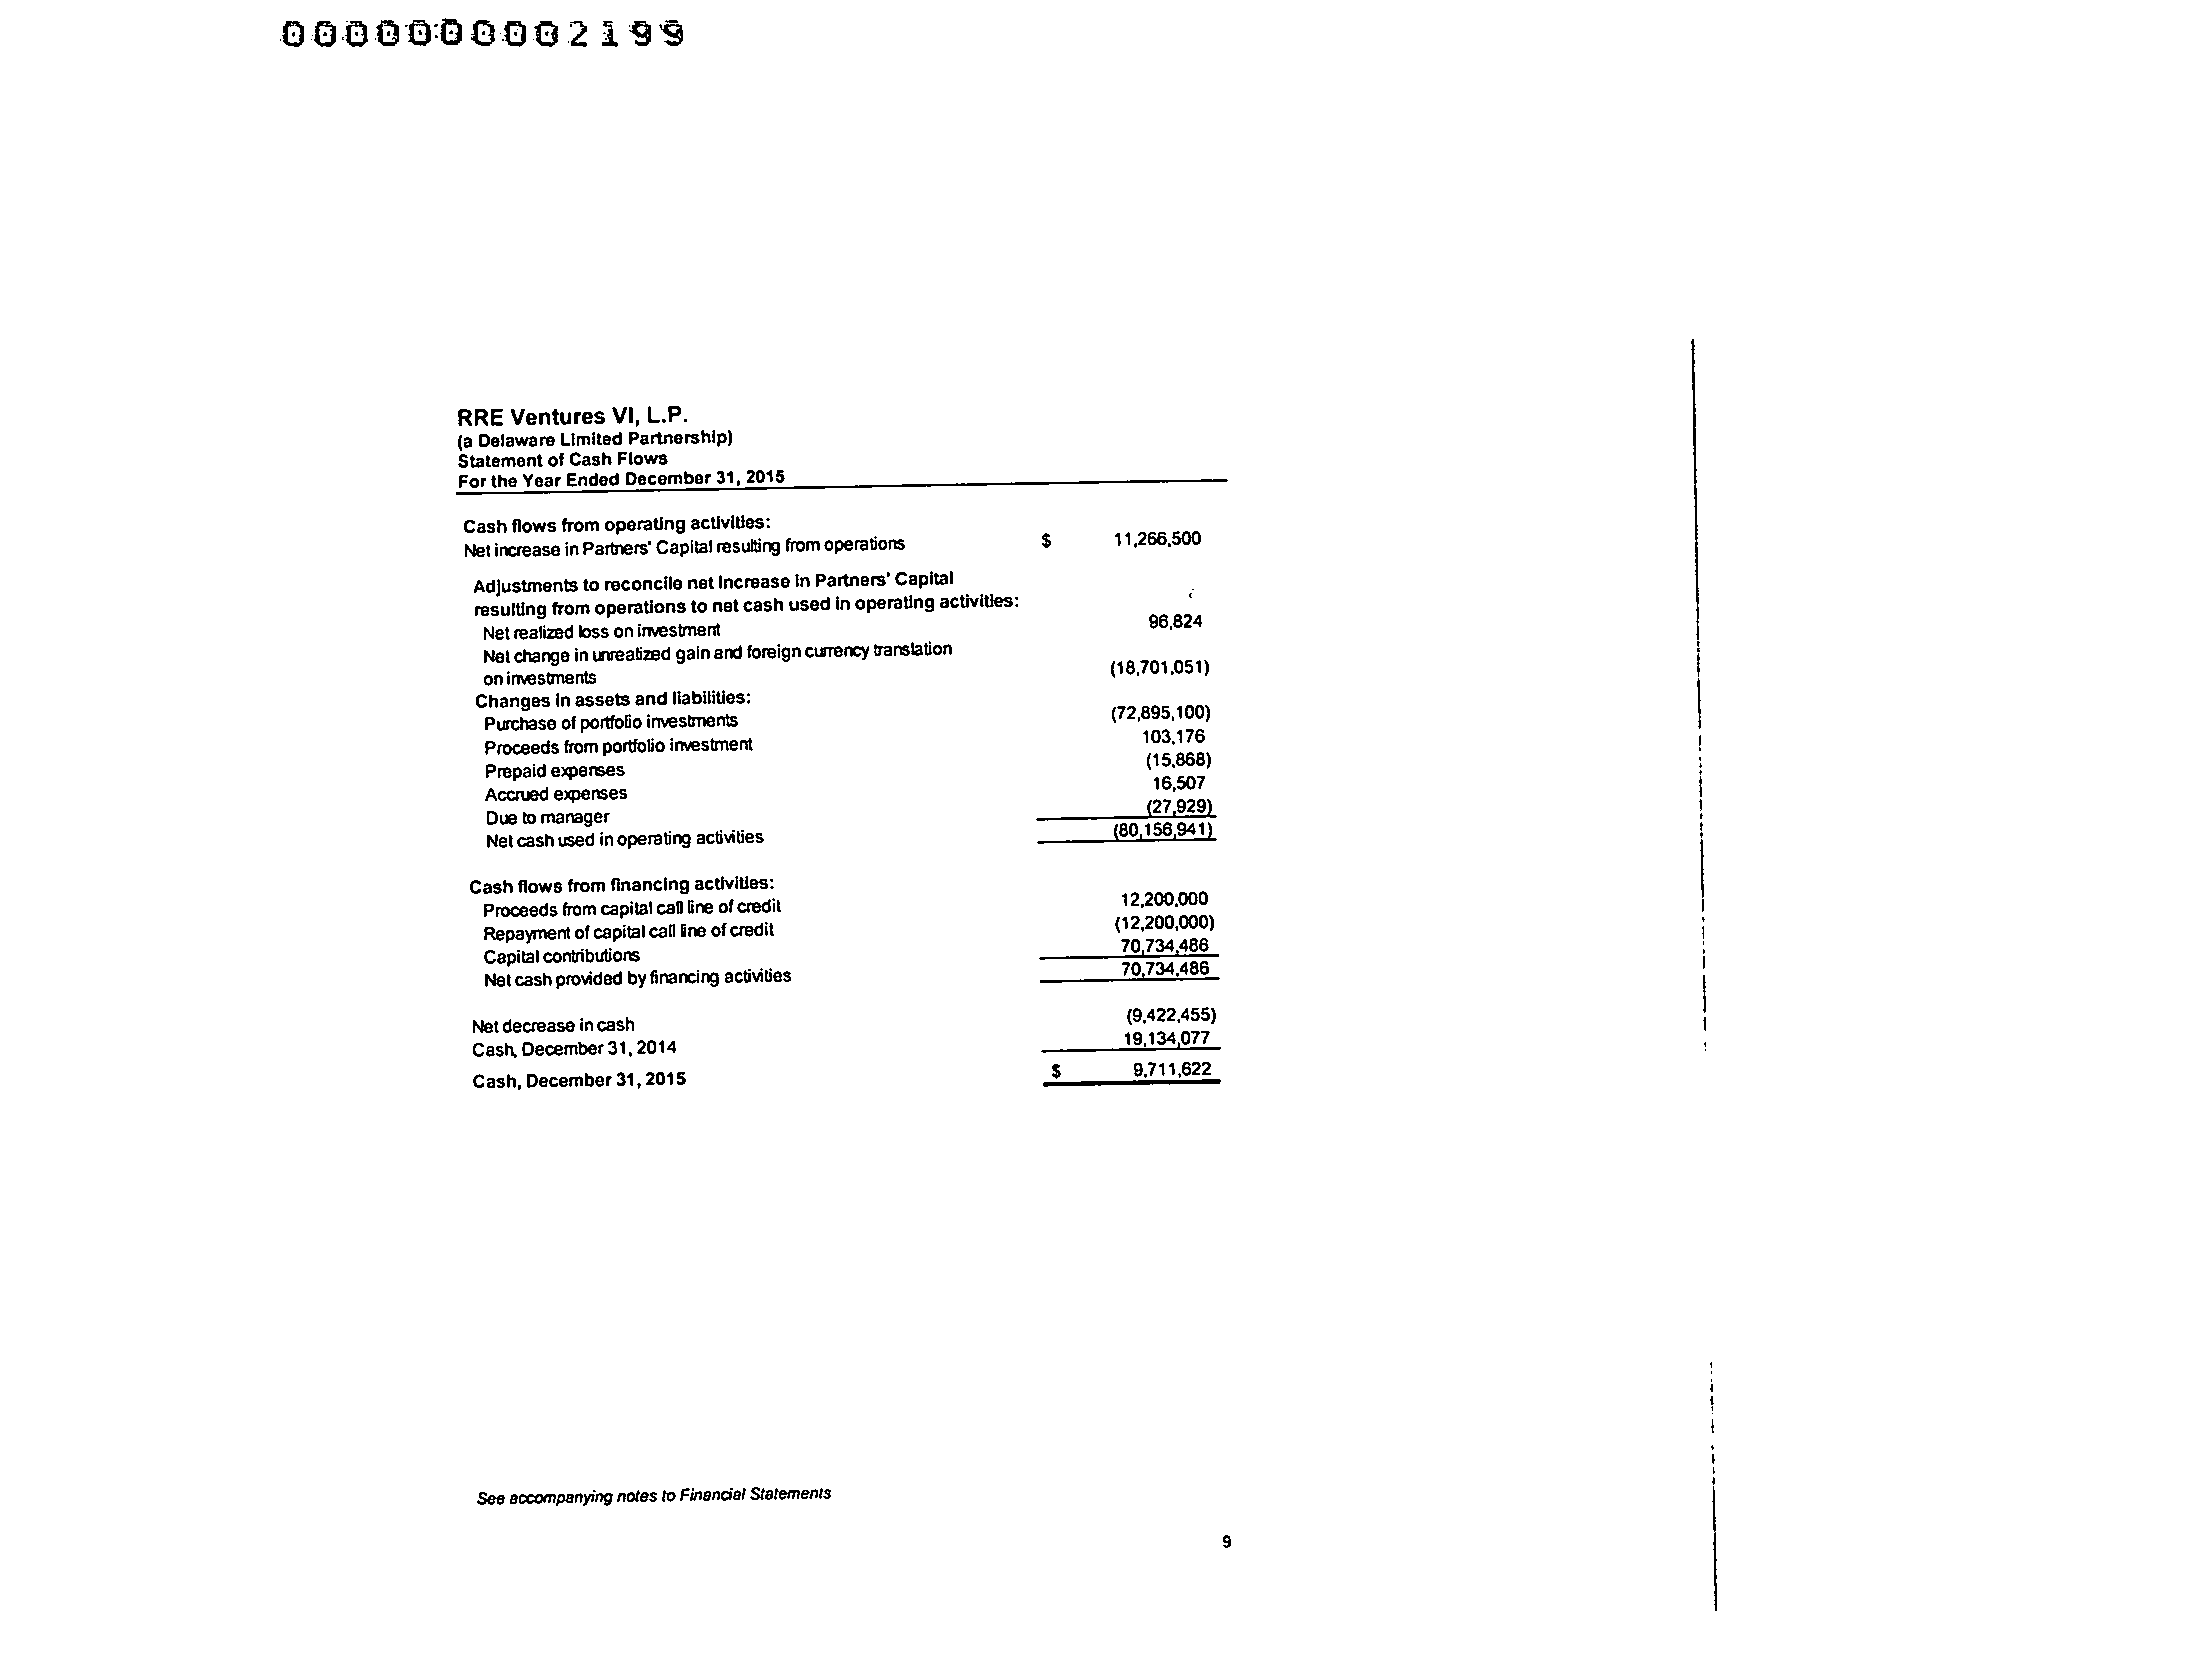 000000002199
RRE Ventures VI, L.P.
(a Delaware Limited Partnership)
Statement of Cash Flows
For the Year Ended December 31, 2015
Cash flows from operating activities:
Net increase in Partners' Capital resulting from operations $ 11,266,500
Adjustments to reconcile net increase in Partners' Capital
resulting from operations to net cash used in operating activities:
Net realized loss on investment 96,824
Net change in unrealized gain and foreign currency translation
on investments (18,701,051)
Changes in assets and liabilities:
Purchase of portfolio investments (72,895,100)
Proceeds from portfolio investment 103,176
Prepaid expenses (15,868)
Accrued expenses 16,507
Due to manager (27,929)
Net cash used in operating activities (80,156,941)
Cash flows from financing activities:
Proceeds from capital call line of credit 12,200,000
Repayment of capital call line of credit (12,200,000)
Capital contributions 70,734,486
Net cash provided by financing activities 70,734,486
Net decrease in cash (9,422,455)
Cash, December 31, 2014 19,134,077
Cash, December 31, 2015 $ 9,711,622
See accompanying notes to Financial Statements
9